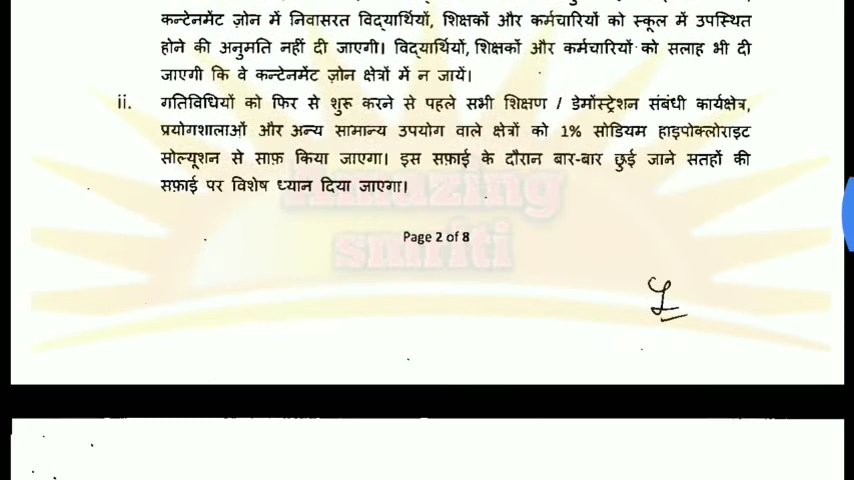 कन्टेनमेंट ज़ोन में निवासरत विद्यार्थियों, शिक्षकों और कर्मचारियों को स्कूल में उपस्थित
होने की अनुमति नहीं दी जाएगी। विद्यार्थियों, शिक्षकों और कर्मचारियों को सलाह भी दी
जाएगी कि वे कन्टेनमेंट ज़ोन क्षेत्रों में न जायें।
ii. गतिविधियों को फिर से शुरू करने से पहले सभी शिक्षण / डेमोंस्ट्रेशन संबंधी कार्यक्षेत्र,
प्रयोगशालाओं और अन्य सामान्य उपयोग वाले क्षेत्रों को 1% सोडियम हाइपोक्लोराइट
सोल्यूशन से साफ़ किया जाएगा। इस सफ़ाई के दौरान बार-बार छुई जाने सतहों की
सफ़ाई पर विशेष ध्यान दिया जाएगा।
Amazing
smriti
Page 2 of 8